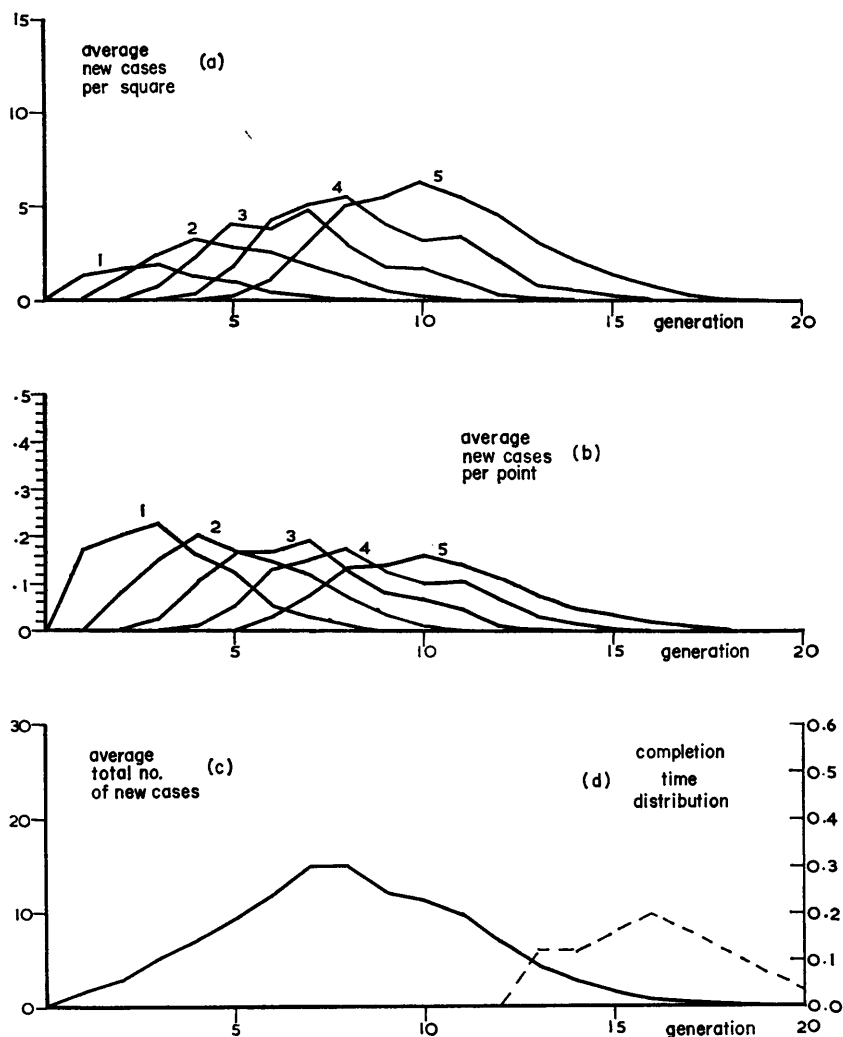 15
average
new cases (a)
per square
10
5
1 2 3 4 5
0
5 10 15 generation 20
.5
.4
average
new cases (b)
per point
.3
1 2 3 4 5
.2
.1
0
5 10 15 generation 20
30 0.6
average
total no. (c)
of new cases
completion
(d) time
distribution
0.5
20 0.4
0.3
10 0.2
0.1
0 0.0
5 10 15 generation 20